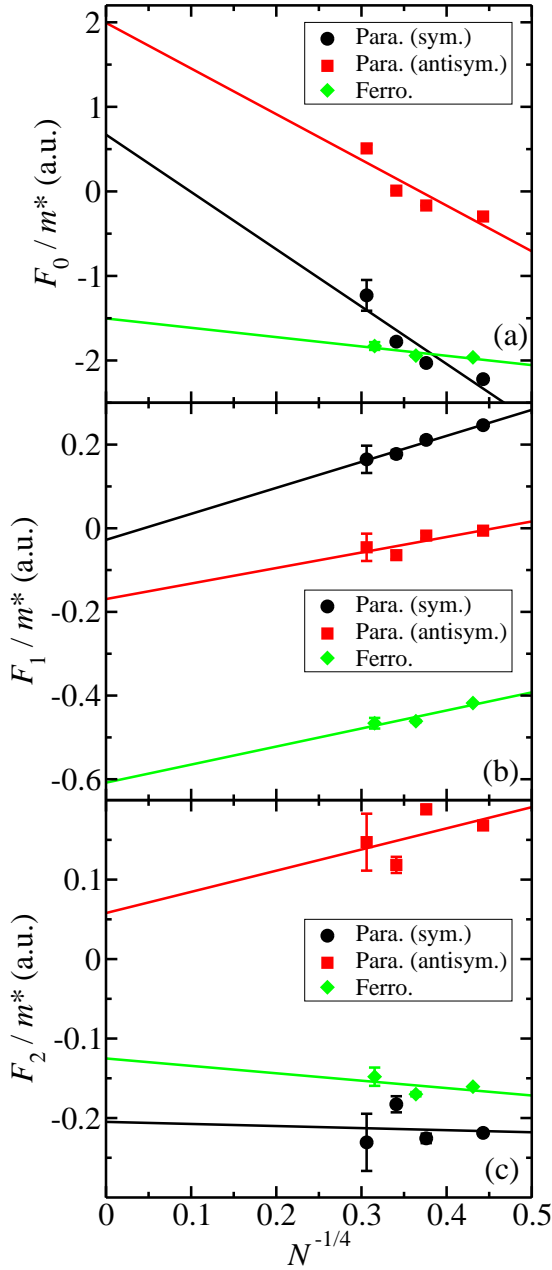 2
1
0
-1
-2
F0 / m* (a.u.)
Para. (sym.)
Para. (antisym.)
Ferro.
(a)
0.2
0
-0.2
-0.4
-0.6
F1 / m* (a.u.)
Para. (sym.)
Para. (antisym.)
Ferro.
(b)
0.1
0
-0.1
-0.2
F2 / m* (a.u.)
Para. (sym.)
Para. (antisym.)
Ferro.
(c)
0 0.1 0.2 0.3 0.4 0.5
N^-1/4